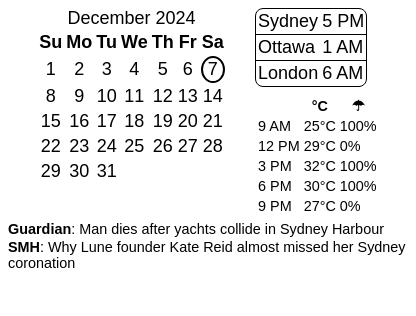 December 2024
Su Mo Tu We Th Fr Sa
1 2 3 4 5 6 7
8 9 10 11 12 13 14
15 16 17 18 19 20 21
22 23 24 25 26 27 28
29 30 31
Sydney 5 PM
Ottawa 1 AM
London 6 AM
°C ☂
9 AM 25°C 100%
12 PM 29°C 0%
3 PM 32°C 100%
6 PM 30°C 100%
9 PM 27°C 0%
Guardian: Man dies after yachts collide in Sydney Harbour
SMH: Why Lune founder Kate Reid almost missed her Sydney
coronation